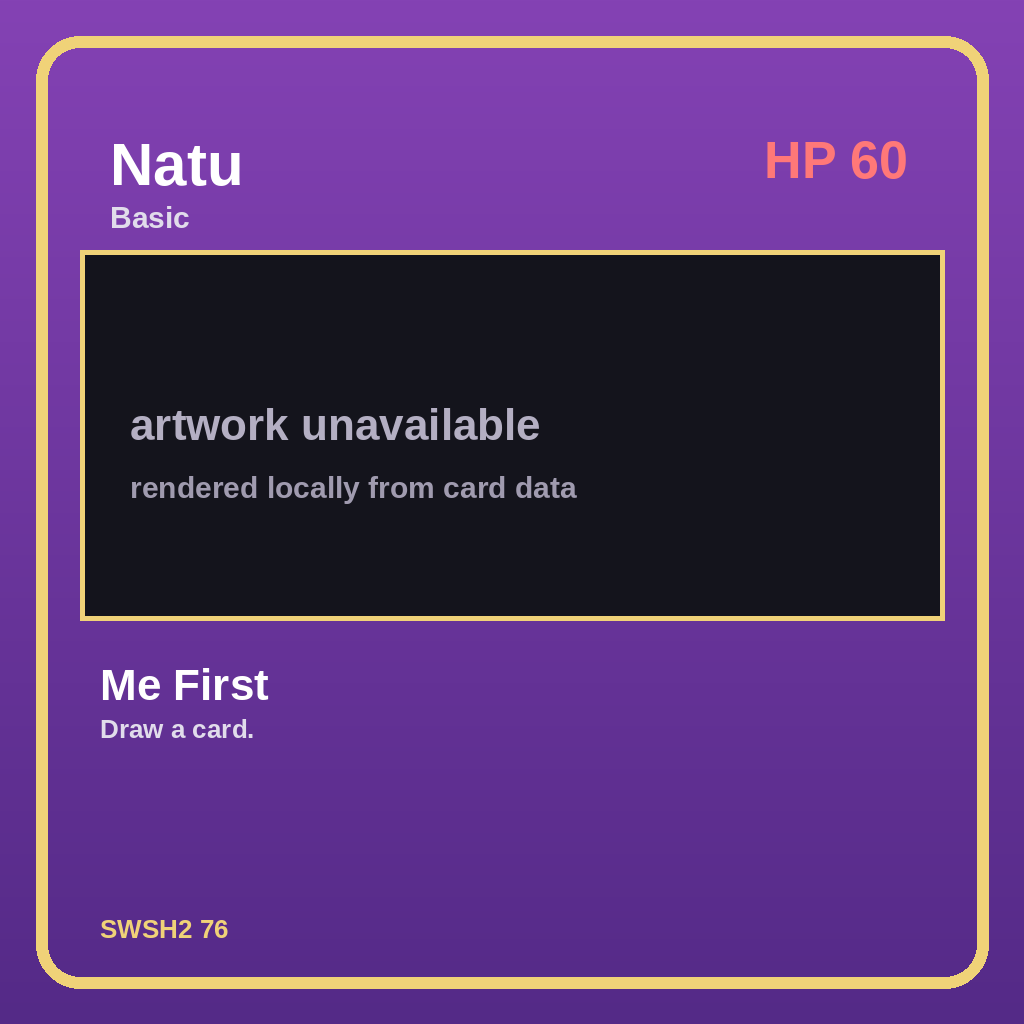 Natu
HP 60
Basic
artwork unavailable
rendered locally from card data
Me First
Draw a card.
SWSH2 76